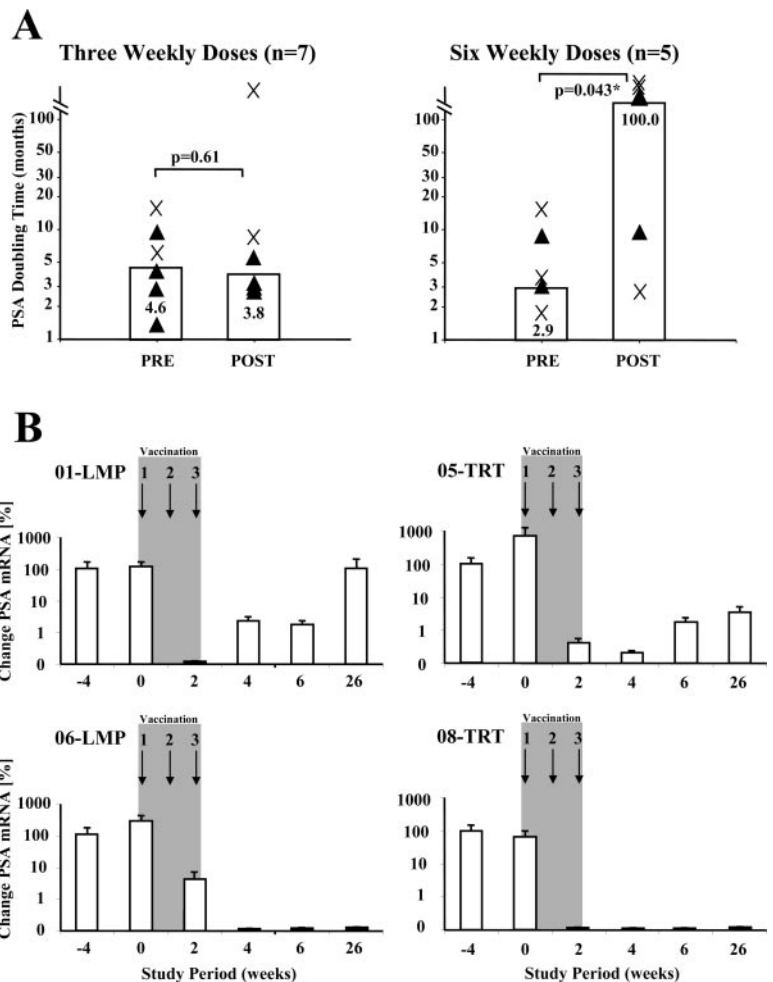 A
Three Weekly Doses (n=7)
Six Weekly Doses (n=5)
PSA Doubling Time (months)
100
50
30
20
10
5
3
2
1
p=0.61
4.6
3.8
PRE
POST
100
50
30
20
10
5
3
2
1
p=0.043*
100.0
2.9
PRE
POST
B
Vaccination
01-LMP
1 2 3
Change PSA mRNA [%]
1000
100
10
1
0
-4 0 2 4 6 26
Vaccination
05-TRT
1 2 3
1000
100
10
1
0
-4 0 2 4 6 26
Vaccination
06-LMP
1 2 3
Change PSA mRNA [%]
1000
100
10
1
0
-4 0 2 4 6 26
Study Period (weeks)
Vaccination
08-TRT
1 2 3
1000
100
10
1
0
-4 0 2 4 6 26
Study Period (weeks)